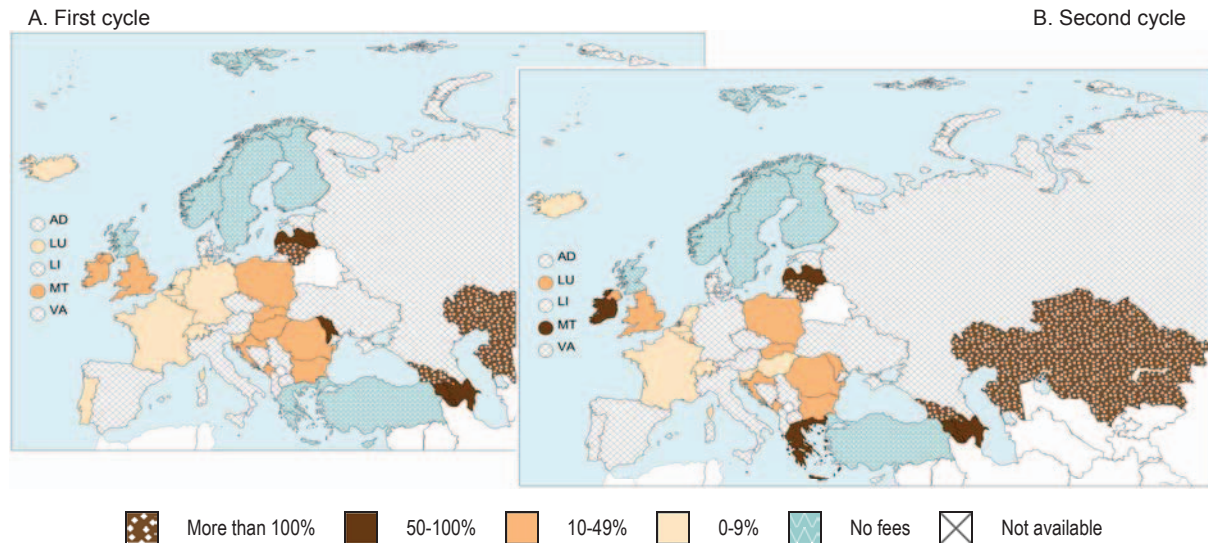 A. First cycle
B. Second cycle
AD
LU
LI
MT
VA
AD
LU
LI
MT
VA
More than 100%
50-100%
10-49%
0-9%
No fees
Not available